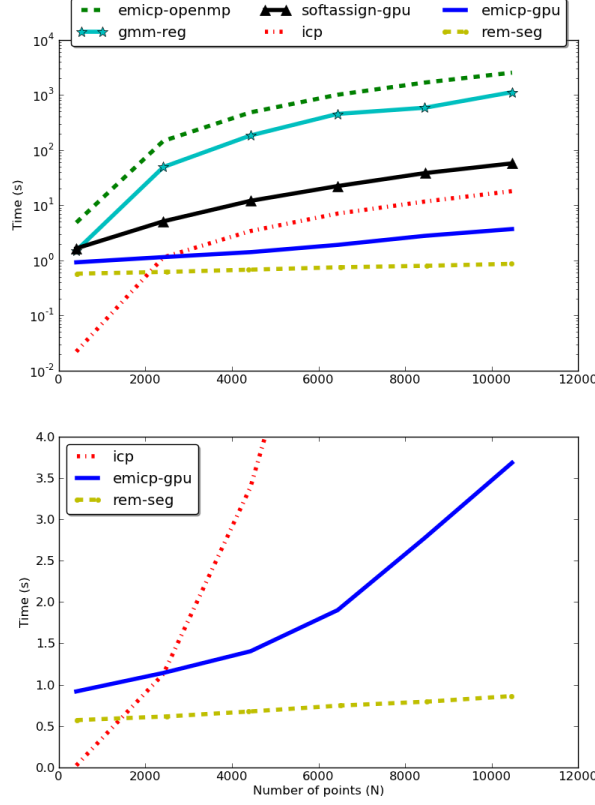 emicp-openmp softassign-gpu emicp-gpu
gmm-reg icp rem-seg
10^4
10^3
10^2
10^1
10^0
10^-1
10^-2
Time (s)
0 2000 4000 6000 8000 10000 12000
icp
emicp-gpu
rem-seg
4.0
3.5
3.0
2.5
2.0
1.5
1.0
0.5
0.0
Time (s)
0 2000 4000 6000 8000 10000 12000
Number of points (N)